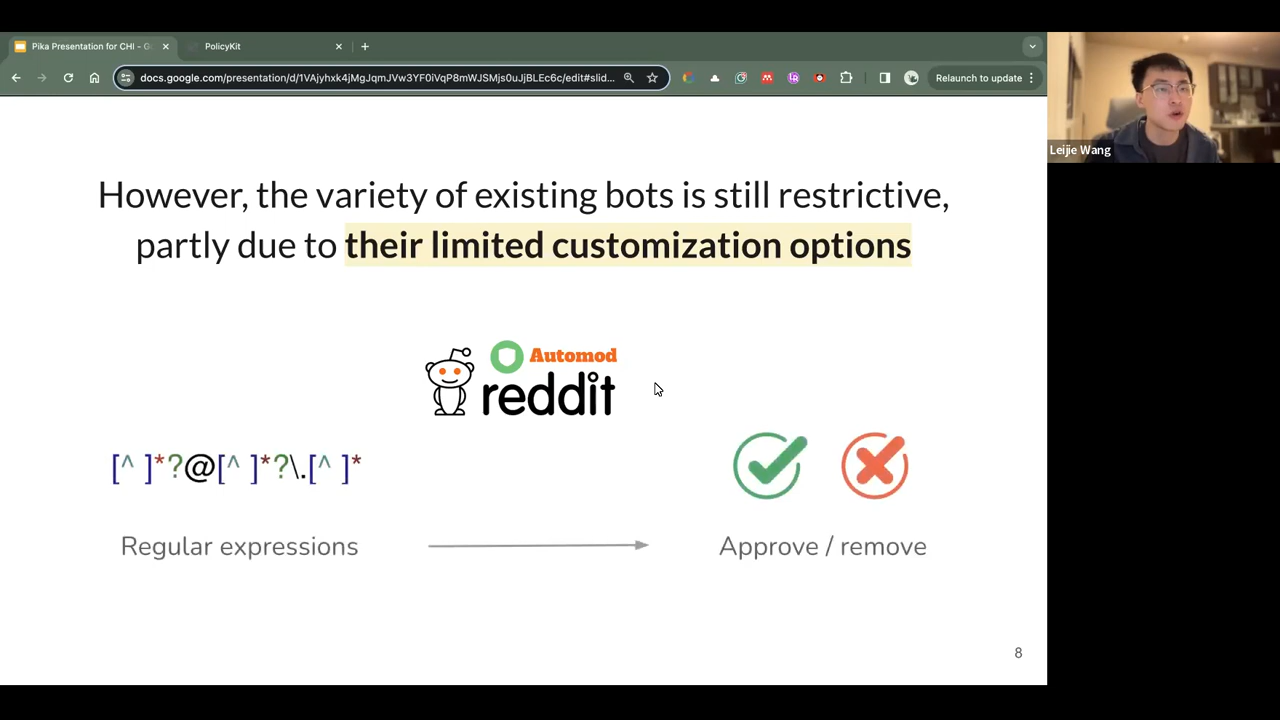 Pika Presentation for CHI - Go
PolicyKit
docs.google.com/presentation/d/1VAjyhxk4jMgJqmJVw3YF0iVqP8mWJSMjs0uJjBLEc6c/edit#slid...
Relaunch to update
However, the variety of existing bots is still restrictive,
partly due to their limited customization options
Automod
reddit
[^ ]*?@[^ ]*?\.[^ ]*
Regular expressions
Approve / remove
8
Leijie Wang